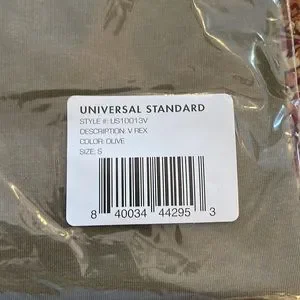 UNIVERSAL STANDARD
STYLE #: US10013V
DESCRIPTION: V REX
COLOR: OLIVE
SIZE: S
8 40034 44295 3